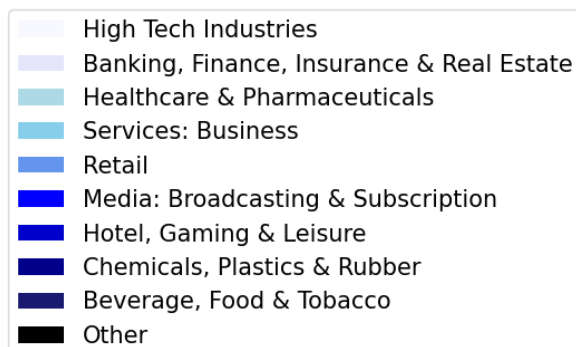 High Tech Industries
Banking, Finance, Insurance & Real Estate
Healthcare & Pharmaceuticals
Services: Business
Retail
Media: Broadcasting & Subscription
Hotel, Gaming & Leisure
Chemicals, Plastics & Rubber
Beverage, Food & Tobacco
Other